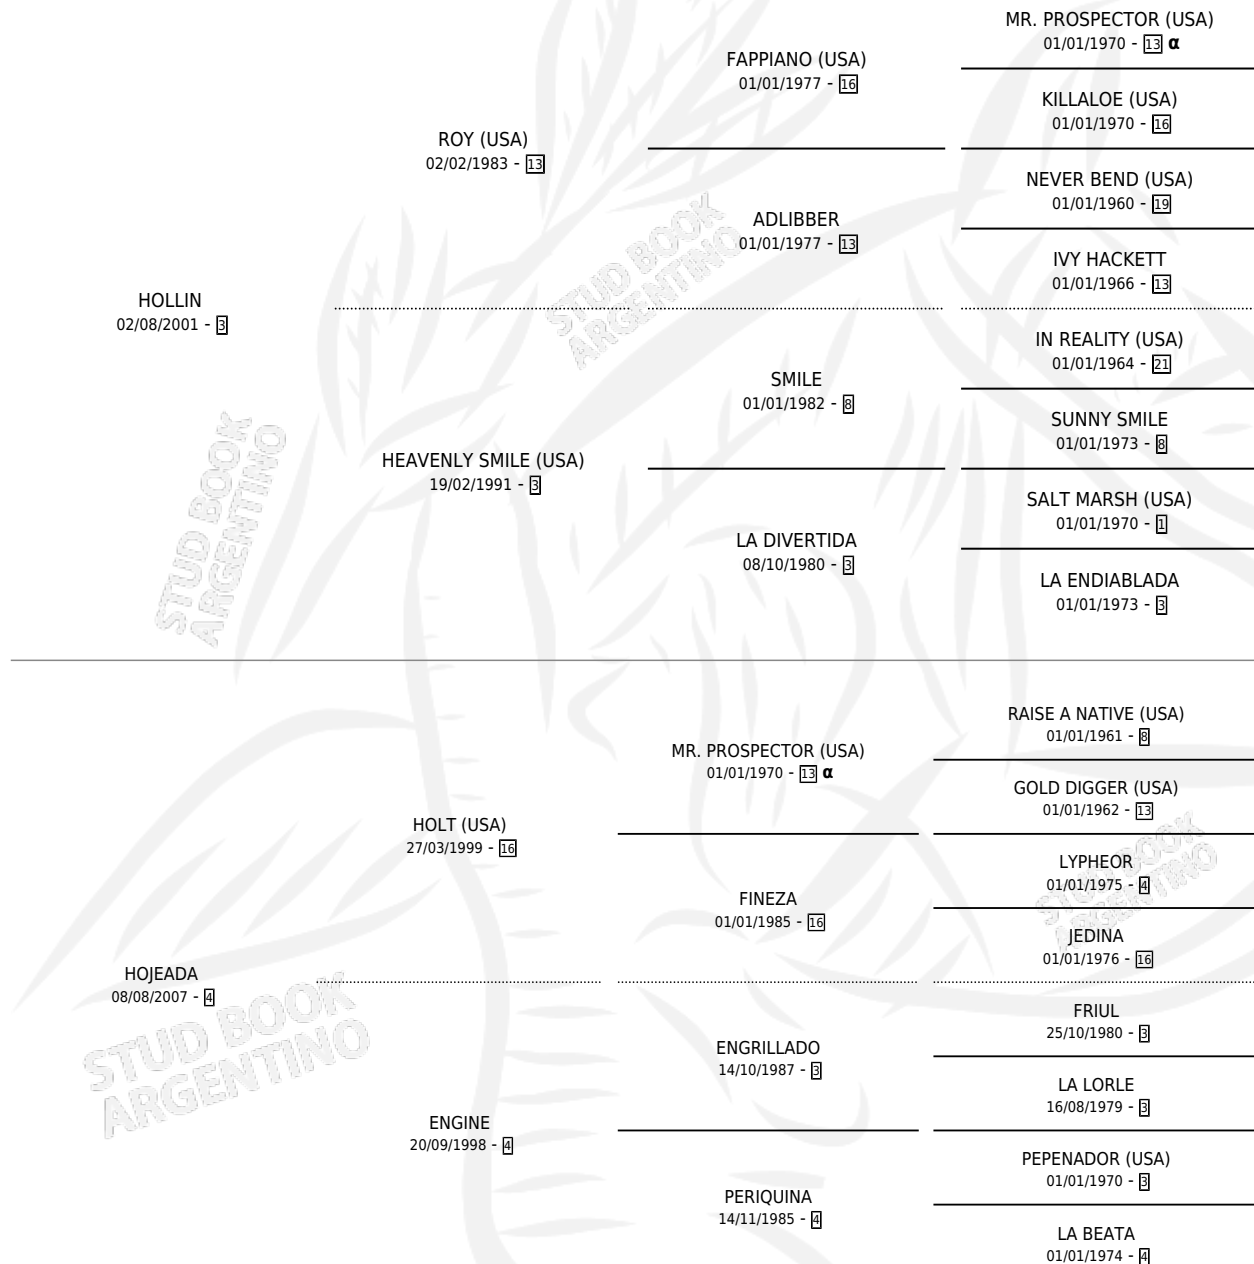 MR. PROSPECTOR (USA)
01/01/1970 - 13 α
FAPPIANO (USA)
01/01/1977 - 16
KILLALOE (USA)
01/01/1970 - 16
ROY (USA)
02/02/1983 - 13
NEVER BEND (USA)
01/01/1960 - 19
ADLIBBER
01/01/1977 - 13
IVY HACKETT
01/01/1966 - 13
HOLLIN
02/08/2001 - 3
IN REALITY (USA)
01/01/1964 - 21
SMILE
01/01/1982 - 8
SUNNY SMILE
01/01/1973 - 8
HEAVENLY SMILE (USA)
19/02/1991 - 3
SALT MARSH (USA)
01/01/1970 - 1
LA DIVERTIDA
08/10/1980 - 3
LA ENDIABLADA
01/01/1973 - 3
RAISE A NATIVE (USA)
01/01/1961 - 8
MR. PROSPECTOR (USA)
01/01/1970 - 13 α
GOLD DIGGER (USA)
01/01/1962 - 13
HOLT (USA)
27/03/1999 - 16
LYPHEOR
01/01/1975 - 4
FINEZA
01/01/1985 - 16
JEDINA
01/01/1976 - 16
HOJEADA
08/08/2007 - 4
FRIUL
25/10/1980 - 3
ENGRILLADO
14/10/1987 - 3
LA LORLE
16/08/1979 - 3
ENGINE
20/09/1998 - 4
PEPENADOR (USA)
01/01/1970 - 3
PERIQUINA
14/11/1985 - 4
LA BEATA
01/01/1974 - 4
STUD BOOK
ARGENTINO
STUD BOOK
ARGENTINO
STUD BOOK
ARGENTINO
STUD BOOK
ARGENTINO